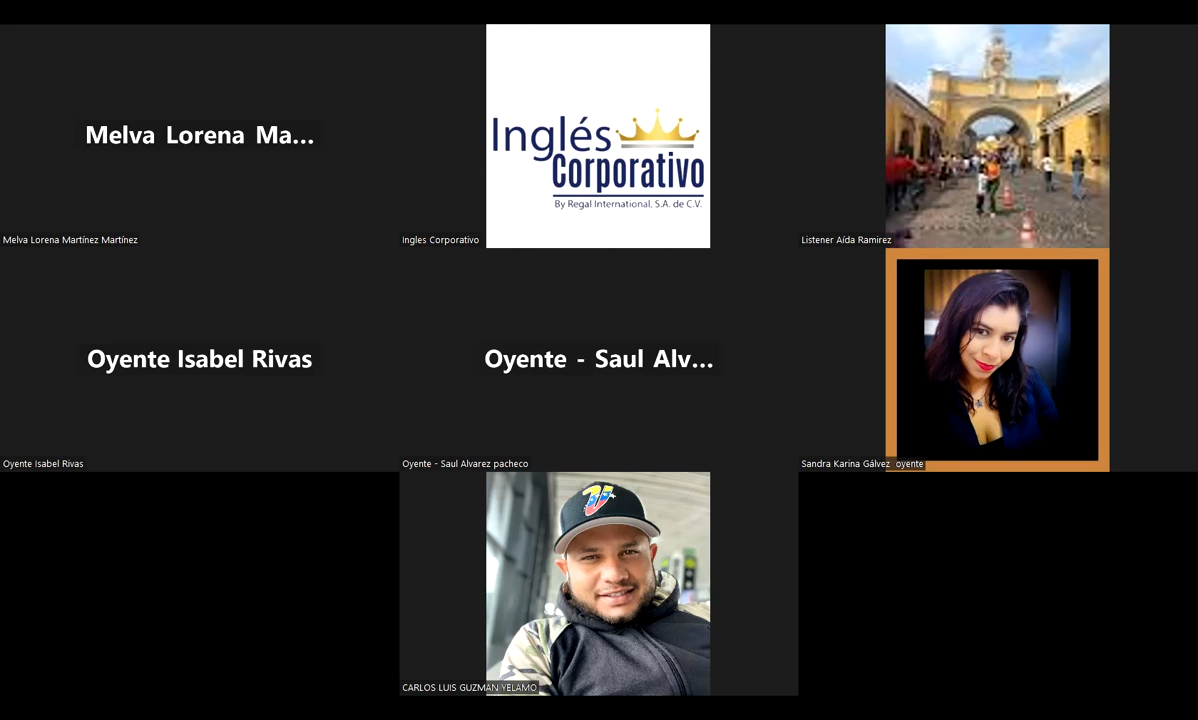 Melva Lorena Ma...
Melva Lorena Martínez Martínez
Inglés
Corporativo
By Regal International, S.A. de C.V.
Ingles Corporativo
Listener Aída Ramirez
Oyente Isabel Rivas
Oyente Isabel Rivas
Oyente - Saul Alv...
Oyente - Saul Alvarez pacheco
Sandra Karina Gálvez oyente
V
CARLOS LUIS GUZMAN YELAMO